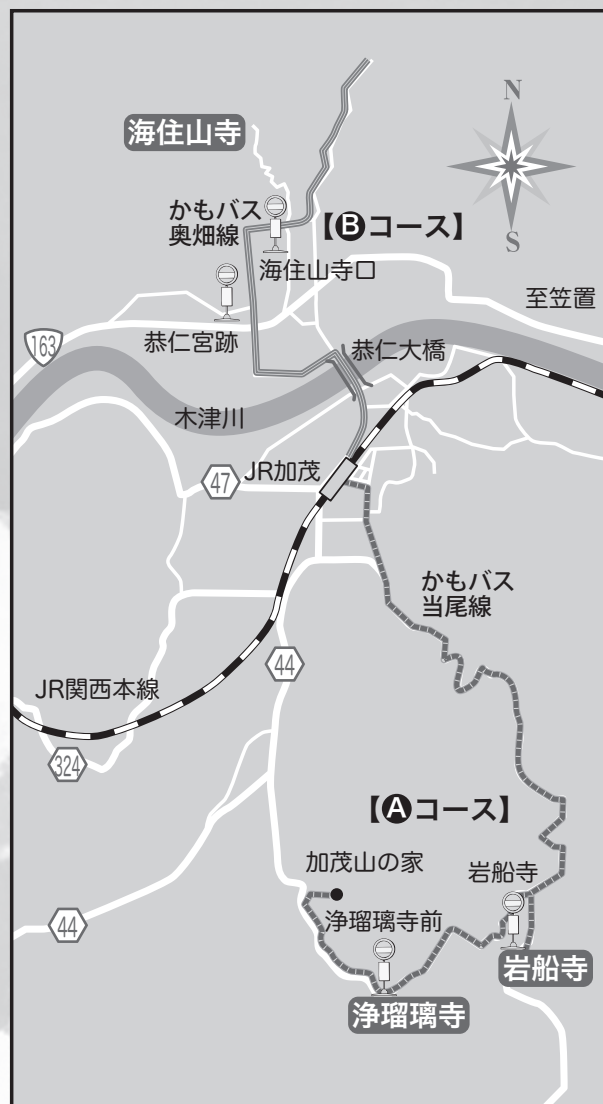 N
S
海住山寺
かもバス
奥畑線
【Bコース】
海住山寺口
至笠置
163
恭仁宮跡
恭仁大橋
木津川
JR加茂
47
かもバス
当尾線
44
JR関西本線
324
【Aコース】
加茂山の家
岩船寺
浄瑠璃寺前
44
岩船寺
浄瑠璃寺